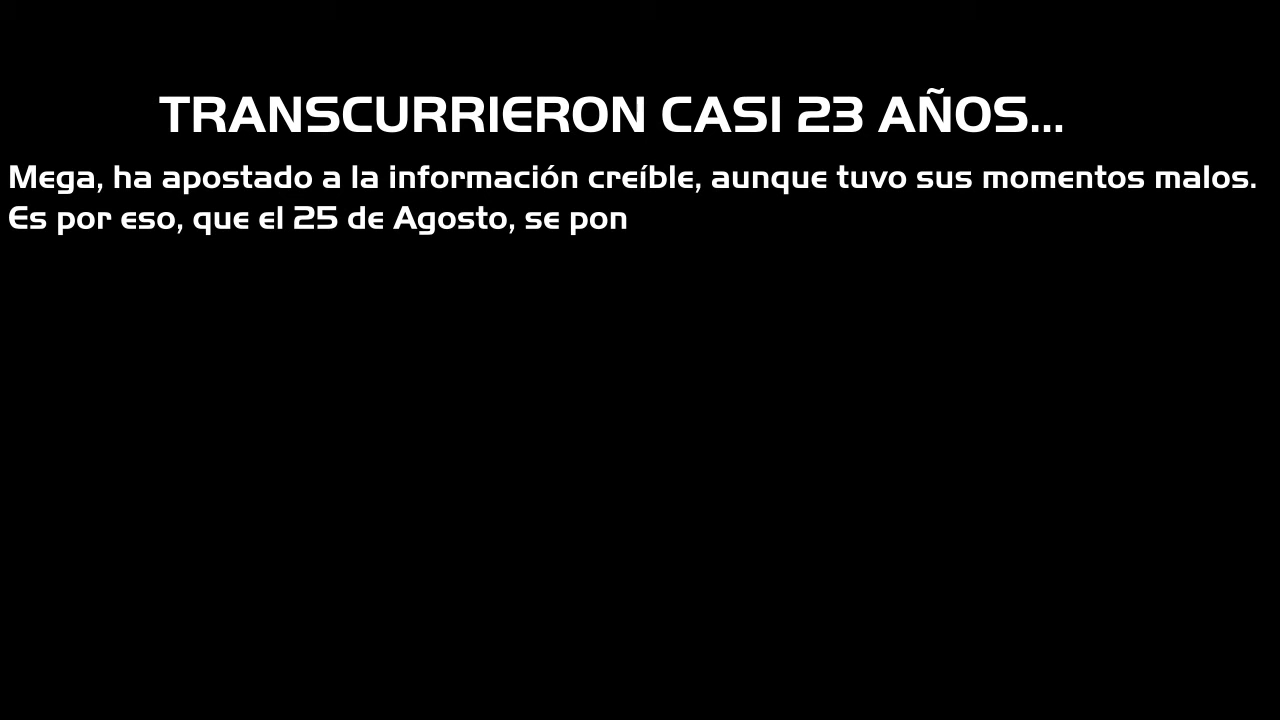 TRANSCURRIERON CASI 23 AÑOS...
Mega, ha apostado a la información creíble, aunque tuvo sus momentos malos.
Es por eso, que el 25 de Agosto, se pon